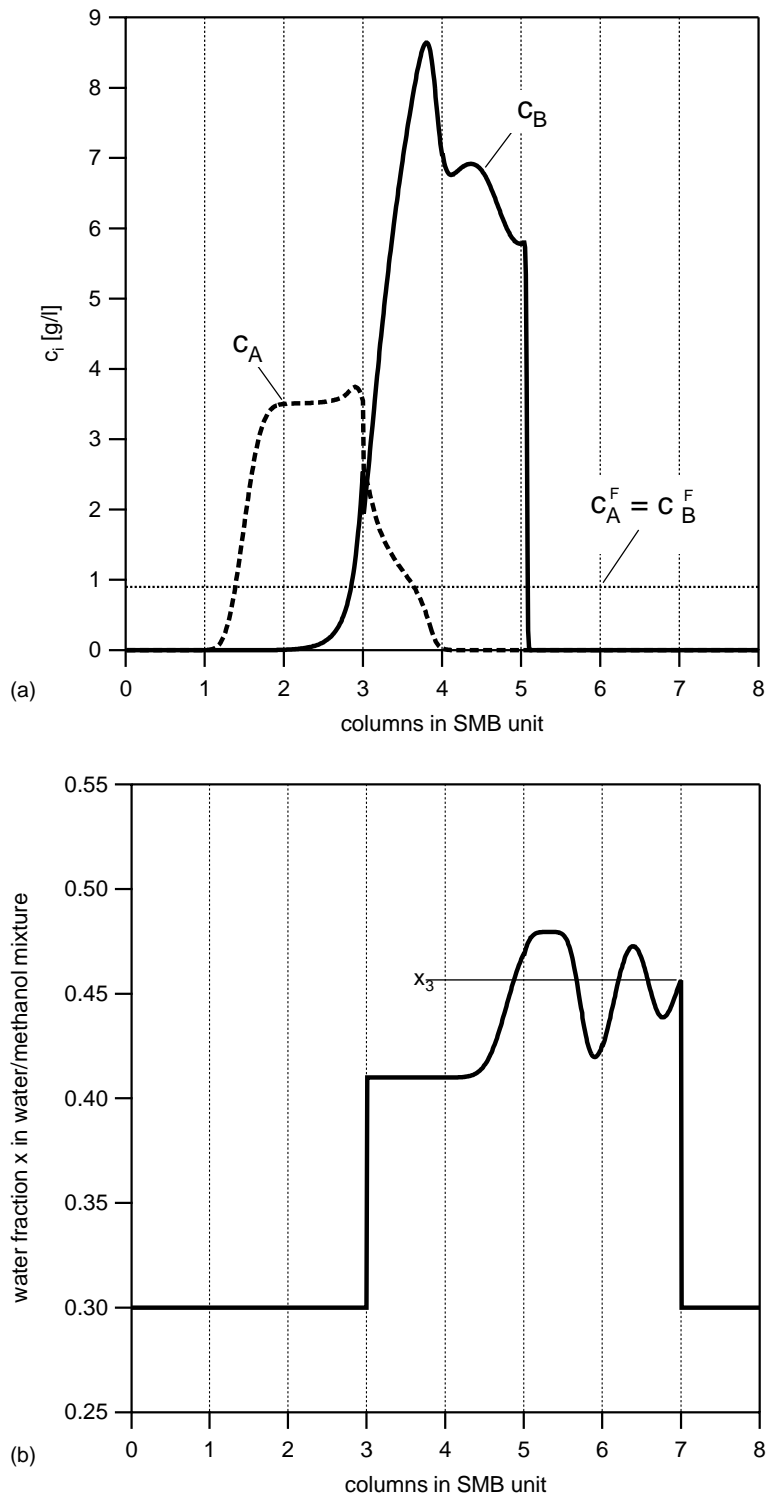 9
8
7
6
5
4
3
2
1
0
c_i [g/l]
c_B
c_A
c_A^F = c_B^F
0 1 2 3 4 5 6 7 8
(a)
columns in SMB unit
0.55
0.50
0.45
0.40
0.35
0.30
0.25
water fraction x in water/methanol mixture
x_3
0 1 2 3 4 5 6 7 8
(b)
columns in SMB unit